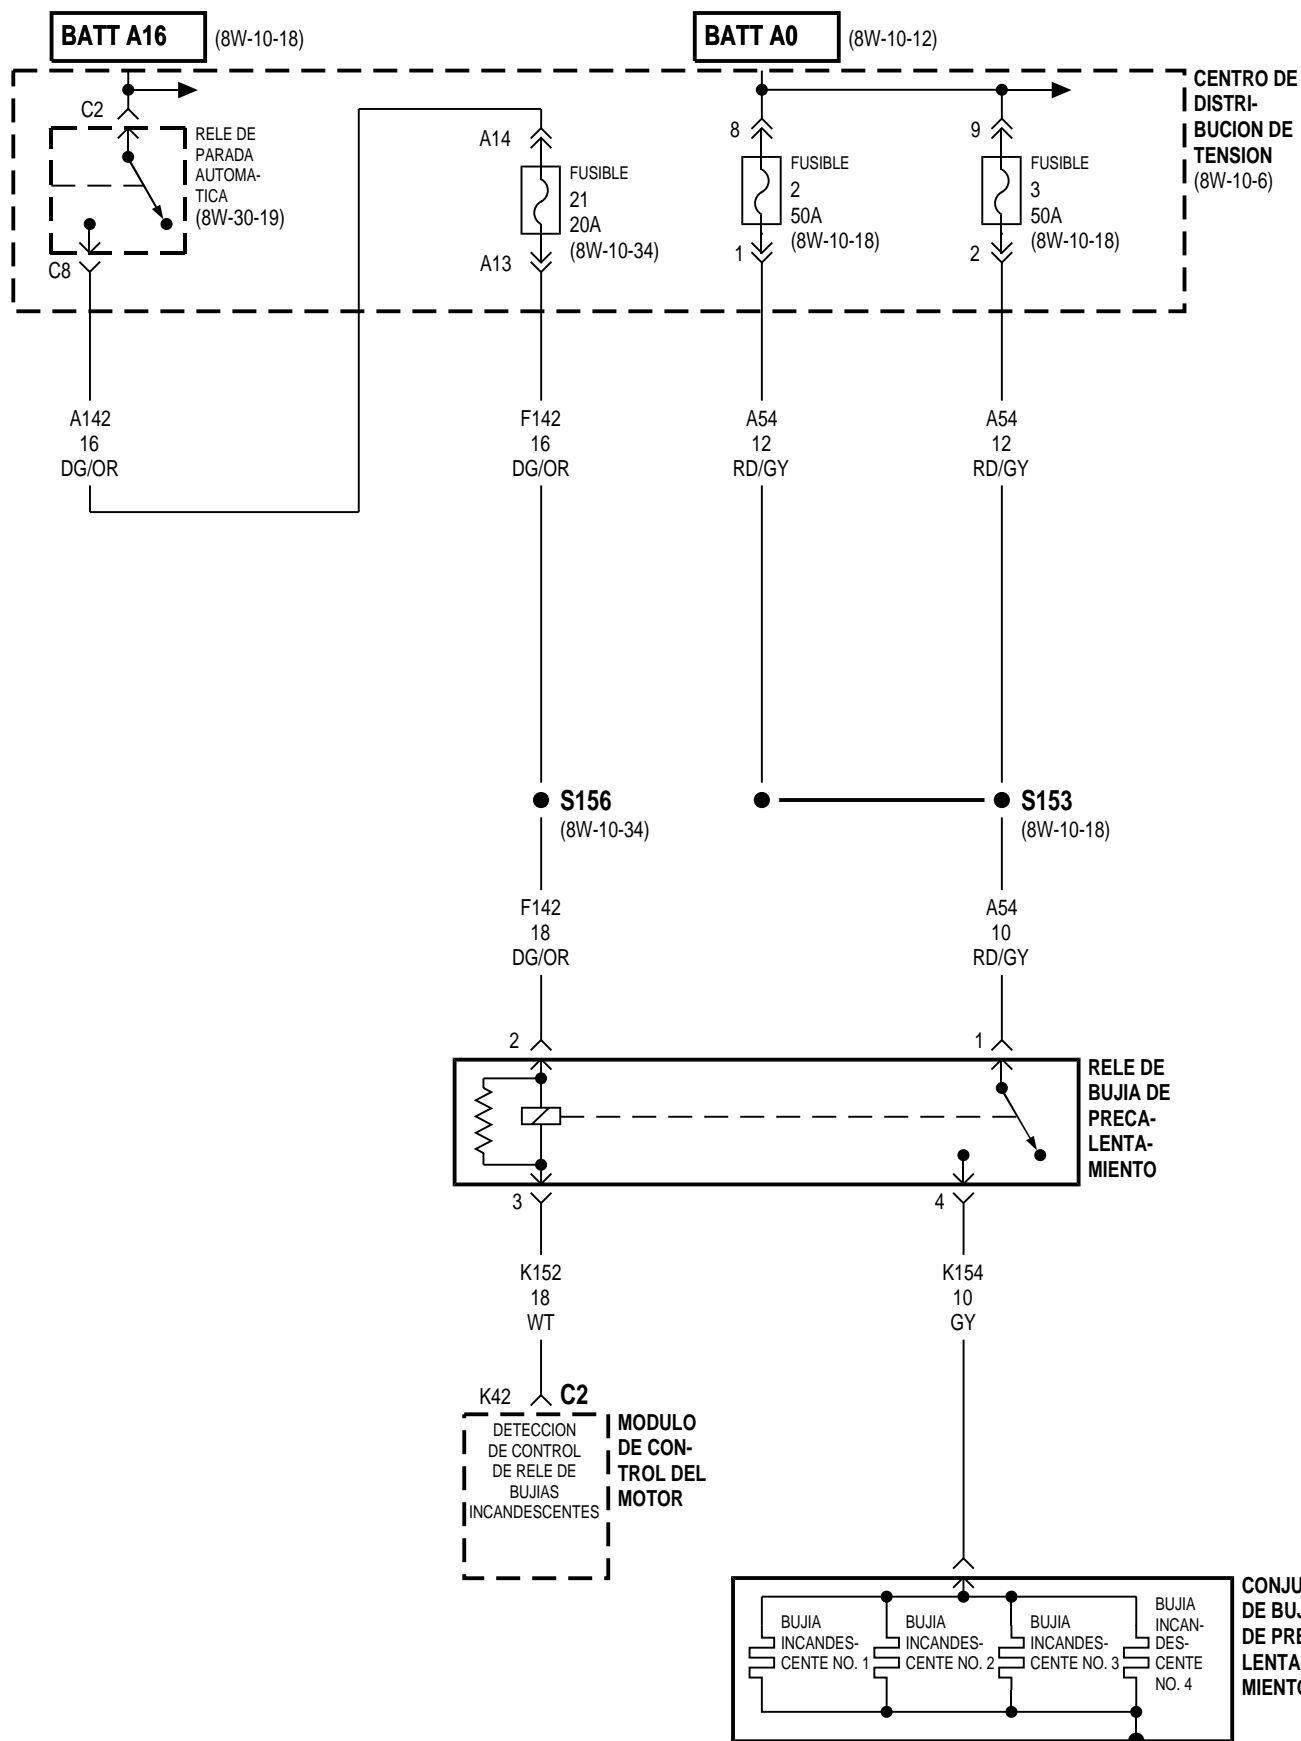 BATT A16
(8W-10-18)
BATT A0
(8W-10-12)
CENTRO DE
DISTRI-
BUCION DE
TENSION
(8W-10-6)
C2
RELE DE
PARADA
AUTOMA-
TICA
(8W-30-19)
C8
A14
FUSIBLE
21
20A
(8W-10-34)
A13
8
FUSIBLE
2
50A
(8W-10-18)
1
9
FUSIBLE
3
50A
(8W-10-18)
2
A142
16
DG/OR
F142
16
DG/OR
A54
12
RD/GY
A54
12
RD/GY
S156
(8W-10-34)
S153
(8W-10-18)
F142
18
DG/OR
A54
10
RD/GY
2
1
RELE DE
BUJIA DE
PRECA-
LENTA-
MIENTO
3
4
K152
18
WT
K154
10
GY
K42
C2
DETECCION
DE CONTROL
DE RELE DE
BUJIAS
INCANDESCENTES
MODULO
DE CON-
TROL DEL
MOTOR
BUJIA
INCANDES-
CENTE NO. 1
BUJIA
INCANDES-
CENTE NO. 2
BUJIA
INCANDES-
CENTE NO. 3
BUJIA
INCAN-
DES-
CENTE
NO. 4
CONJU
DE BUJ
DE PRE
LENTA
MIENTO